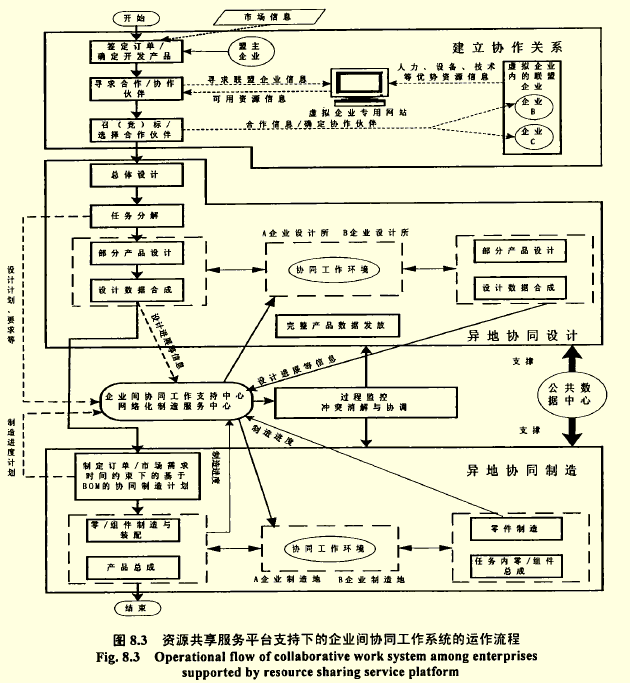 开始
市场信息
签定订单/
确定开发产品
盟主
企业
建立协作关系
寻求合作/协作
伙伴
寻求联盟企业信息
可用资源信息
虚拟企业专用网站
人力、设备、技术
等优势资源信息
虚拟企业
内的联盟
企业
企业
B
企业
C
召(竞)标/
选择合作伙伴
合作信息/确定协作伙伴
总体设计
任务分解
部分产品设计
设计数据合成
A企业设计所 B企业设计所
协同工作环境
部分产品设计
设计数据合成
完整产品数据发放
异地协同设计
设计计划、要求等
设计进展等信息
设计进展等信息
支撑
公共数
据中心
支撑
企业间协同工作支持中心
网络化制造服务中心
过程监控
冲突消解与协调
制造进度计划
制造进度
制造进度
制定订单/市场需求
时间约束下的基于
BOM的协同制造计划
异地协同制造
零/组件制造与
装配
产品总成
协同工作环境
A企业制造地 B企业制造地
零件制造
任务内零/组件
总成
结束
图 8.3 资源共享服务平台支持下的企业间协同工作系统的运作流程
Fig. 8.3 Operational flow of collaborative work system among enterprises
supported by resource sharing service platform